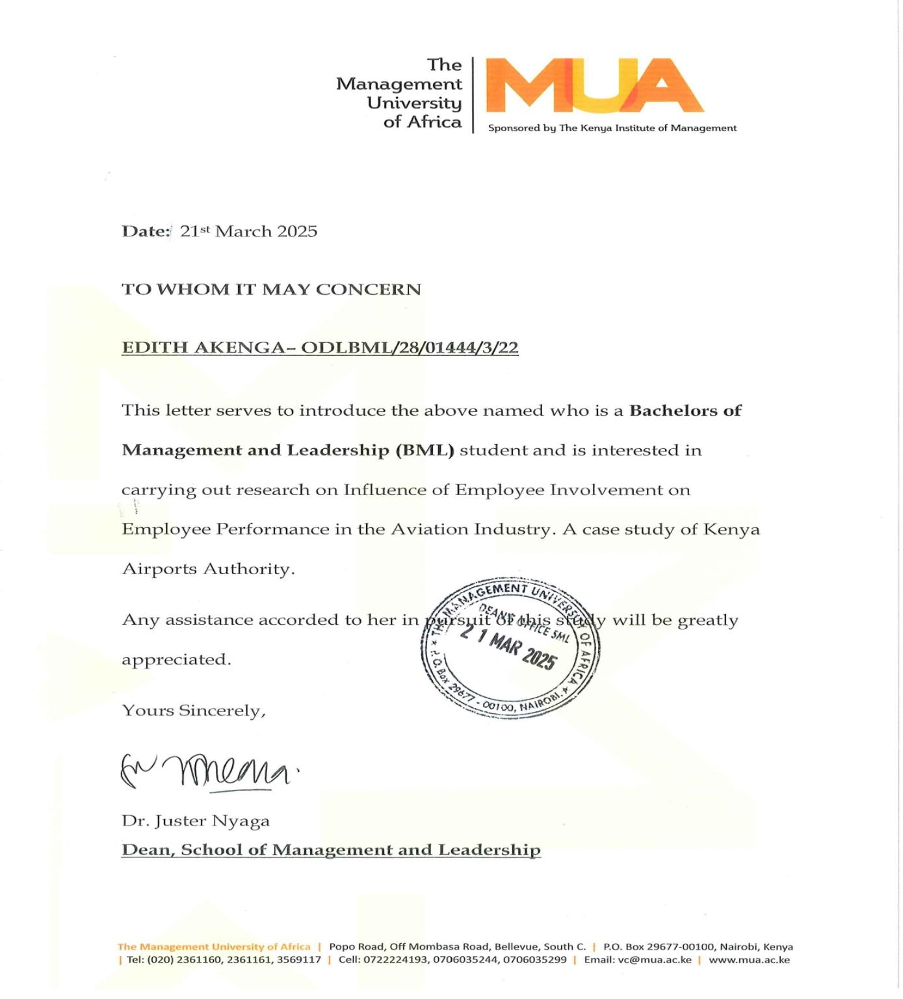 The
Management
University
of Africa
MUA
Sponsored by The Kenya Institute of Management
Date: 21st March 2025
TO WHOM IT MAY CONCERN
EDITH AKENGA– ODLBML/28/01444/3/22
This letter serves to introduce the above named who is a Bachelors of
Management and Leadership (BML) student and is interested in
carrying out research on Influence of Employee Involvement on
Employee Performance in the Aviation Industry. A case study of Kenya
Airports Authority.
Any assistance accorded to her in pursuit of this study will be greatly
appreciated.
THE MANAGEMENT UNIVERSITY OF AFRICA
DEAN'S OFFICE SML
21 MAR 2025
P. O. Box 29677 - 00100, NAIROBI.
Yours Sincerely,
Dr. Juster Nyaga
Dean, School of Management and Leadership
The Management University of Africa | Popo Road, Off Mombasa Road, Bellevue, South C. | P.O. Box 29677-00100, Nairobi, Kenya
| Tel: (020) 2361160, 2361161, 3569117 | Cell: 0722224193, 0706035244, 0706035299 | Email: vc@mua.ac.ke | www.mua.ac.ke